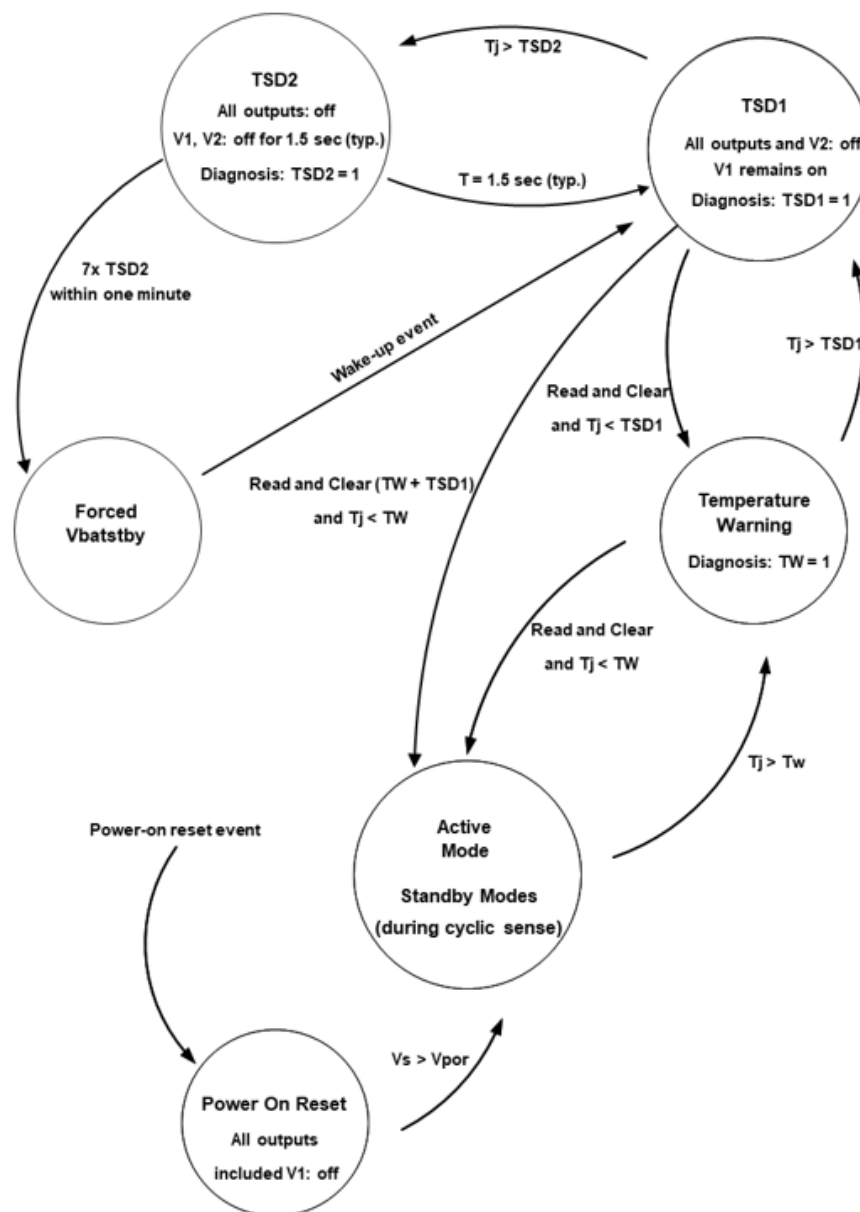 Tj > TSD2
TSD2
All outputs: off
V1, V2: off for 1.5 sec (typ.)
Diagnosis: TSD2 = 1
TSD1
All outputs and V2: off
V1 remains on
Diagnosis: TSD1 = 1
T = 1.5 sec (typ.)
7x TSD2
within one minute
Wake-up event
Tj > TSD1
Read and Clear
and Tj < TSD1
Read and Clear (TW + TSD1)
and Tj < TW
Forced
Vbatstby
Temperature
Warning
Diagnosis: TW = 1
Read and Clear
and Tj < TW
Tj > Tw
Power-on reset event
Active
Mode
Standby Modes
(during cyclic sense)
Vs > Vpor
Power On Reset
All outputs
included V1: off